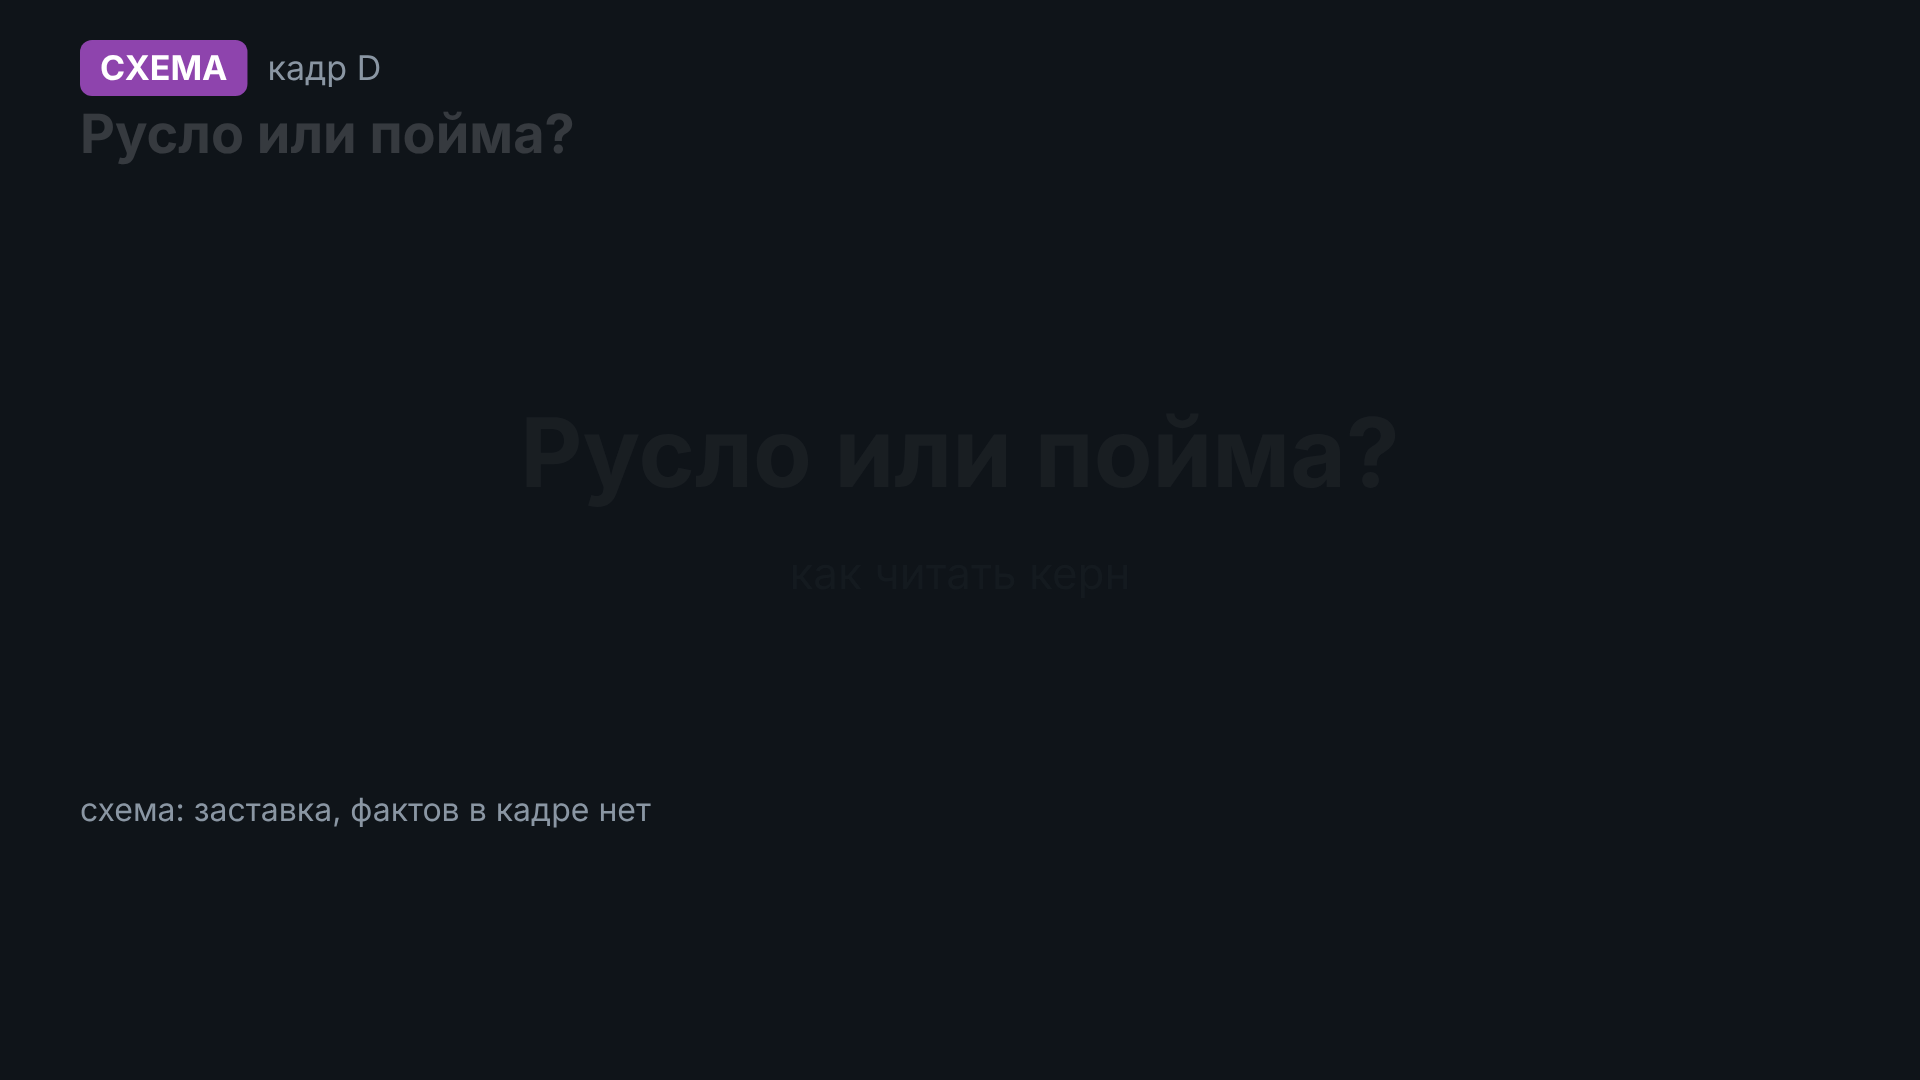 СХЕМА кадр D
Русло или пойма?
Русло или пойма?
как читать керн
схема: заставка, фактов в кадре нет